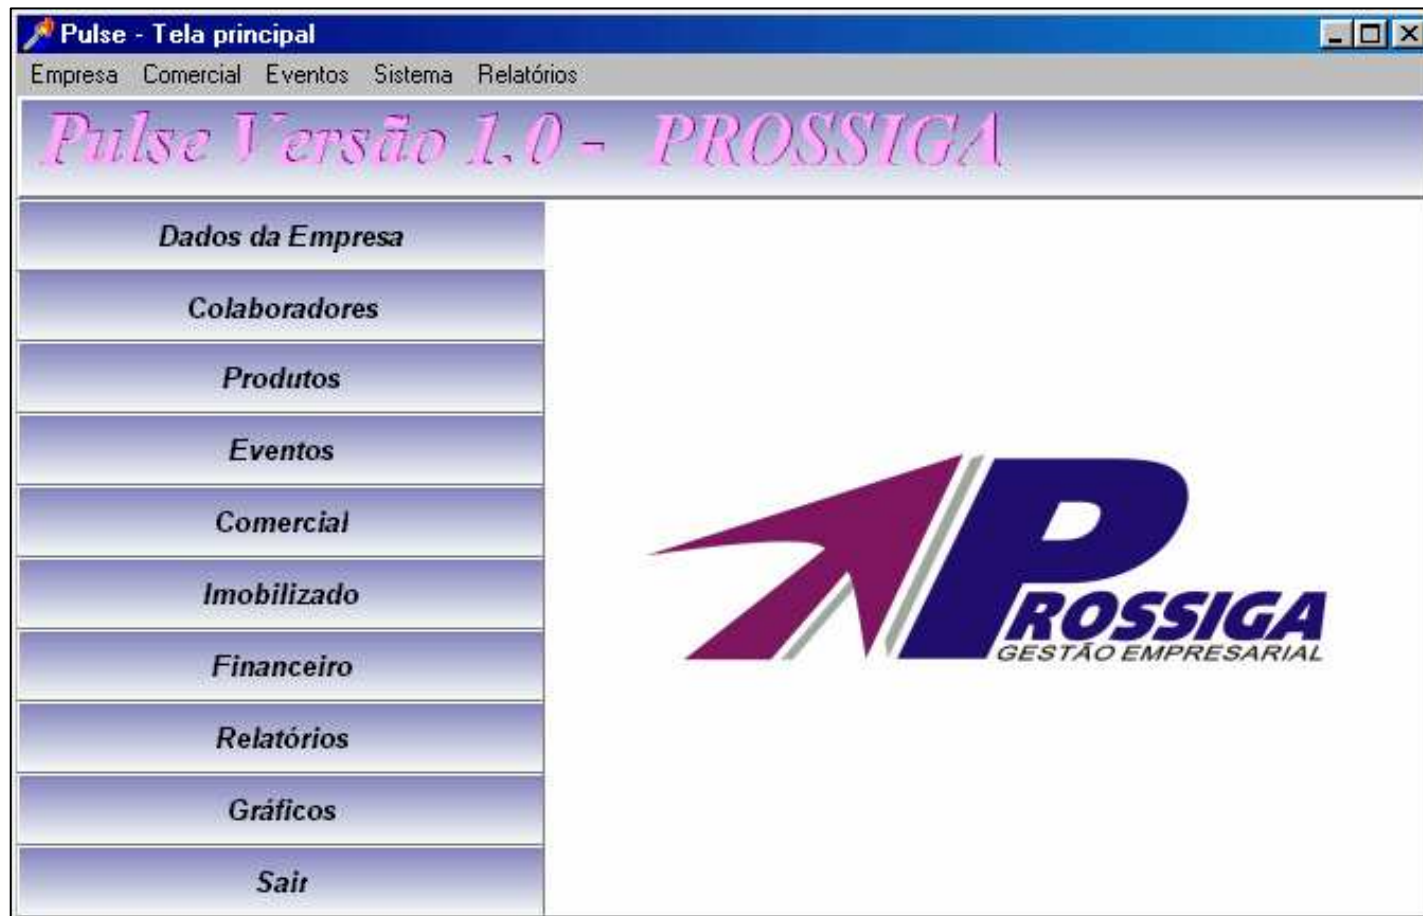 Pulse - Tela principal
Empresa Comercial Eventos Sistema Relatórios
Pulse Versão 1.0 - PROSSIGA
Dados da Empresa
Colaboradores
Produtos
Eventos
Comercial
Imobilizado
Financeiro
Relatórios
Gráficos
Sair
PROSSIGA
GESTÃO EMPRESARIAL